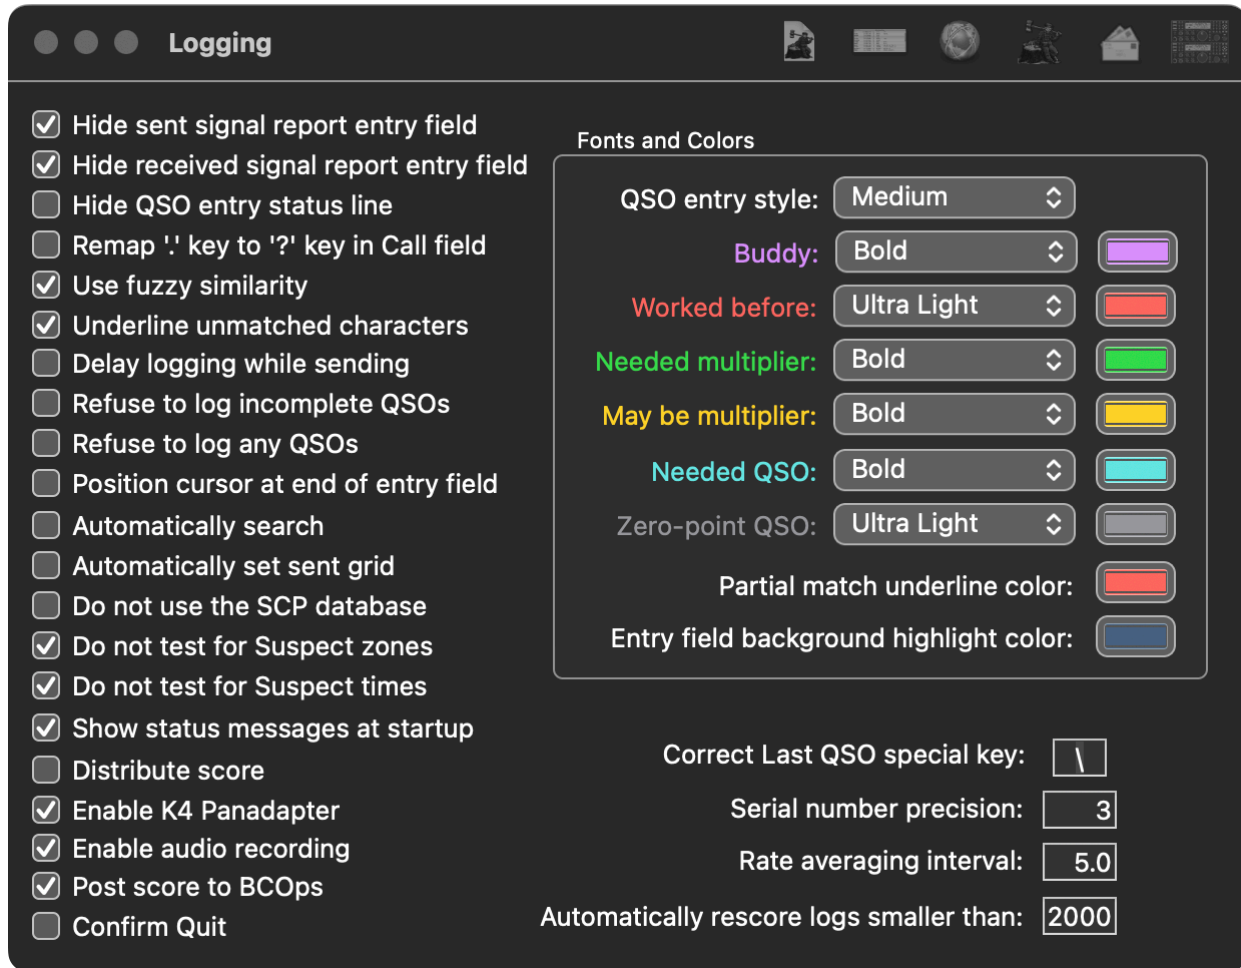 Logging
Hide sent signal report entry field
Hide received signal report entry field
Hide QSO entry status line
Remap '.' key to '?' key in Call field
Use fuzzy similarity
Underline unmatched characters
Delay logging while sending
Refuse to log incomplete QSOs
Refuse to log any QSOs
Position cursor at end of entry field
Automatically search
Automatically set sent grid
Do not use the SCP database
Do not test for Suspect zones
Do not test for Suspect times
Show status messages at startup
Distribute score
Enable K4 Panadapter
Enable audio recording
Post score to BCOps
Confirm Quit
Fonts and Colors
QSO entry style: Medium
Buddy: Bold
Worked before: Ultra Light
Needed multiplier: Bold
May be multiplier: Bold
Needed QSO: Bold
Zero-point QSO: Ultra Light
Partial match underline color:
Entry field background highlight color:
Correct Last QSO special key: \
Serial number precision: 3
Rate averaging interval: 5.0
Automatically rescore logs smaller than: 2000